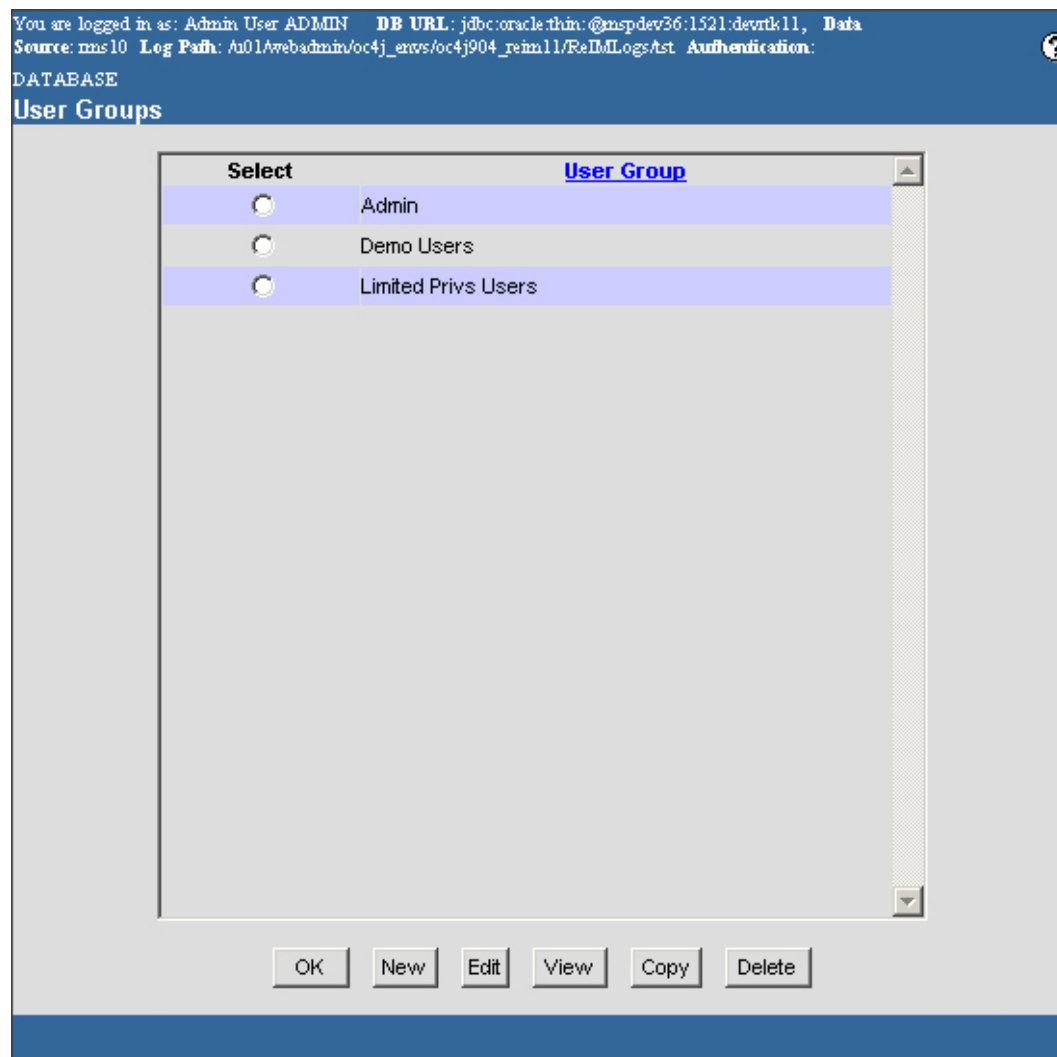 You are logged in as: Admin User ADMIN DB URL: jdbc:oracle:thin:@mspdev36:1521:devrtk11, Data
Source: rms10 Log Path: /u01/webadmin/oc4j_envs/oc4j904_reim11/ReIMLogs/tst Authentication:
DATABASE
User Groups
Select User Group
Admin
Demo Users
Limited Privs Users
OK New Edit View Copy Delete